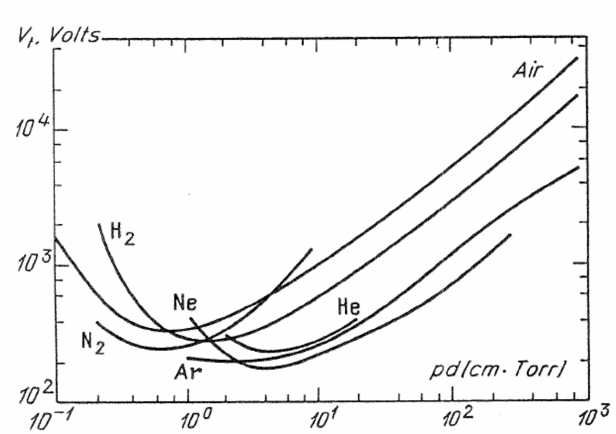 V_t, Volts
Air
10^4
H_2
10^3
Ne
He
N_2
Ar
pd(cm·Torr)
10^2
10^-1 10^0 10^1 10^2 10^3